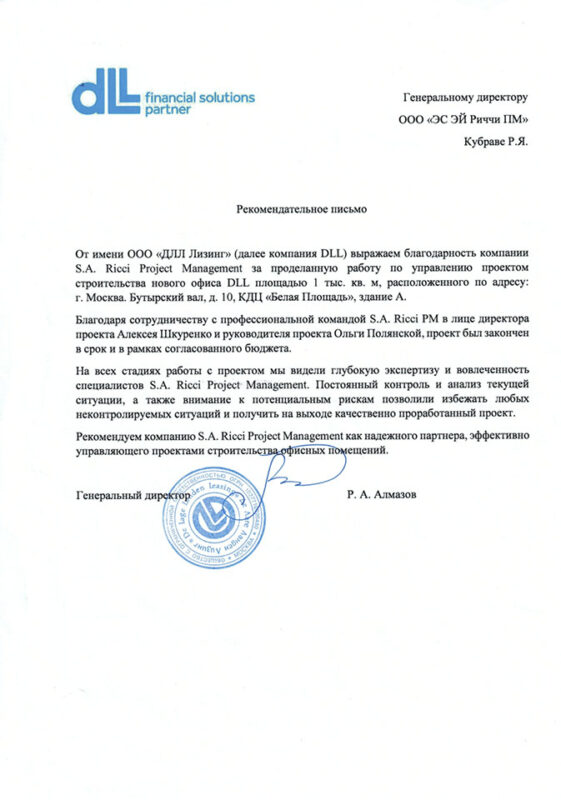 DLL financial solutions
partner
Генеральному директору
ООО «ЭС ЭЙ Риччи ПМ»
Кубраве Р.Я.
Рекомендательное письмо
От имени ООО «ДЛЛ Лизинг» (далее компания DLL) выражаем благодарность компании
S.A. Ricci Project Management за проделанную работу по управлению проектом
строительства нового офиса DLL площадью 1 тыс. кв. м, расположенного по адресу:
г. Москва. Бутырский вал, д. 10, КДЦ «Белая Площадь», здание А.
Благодаря сотрудничеству с профессиональной командой S.A. Ricci PM в лице директора
проекта Алексея Шкуренко и руководителя проекта Ольги Полянской, проект был закончен
в срок и в рамках согласованного бюджета.
На всех стадиях работы с проектом мы видели глубокую экспертизу и вовлеченность
специалистов S.A. Ricci Project Management. Постоянный контроль и анализ текущей
ситуации, а также внимание к потенциальным рискам позволили избежать любых
неконтролируемых ситуаций и получить на выходе качественно проработанный проект.
Рекомендуем компанию S.A. Ricci Project Management как надежного партнера, эффективно
управляющего проектами строительства офисных помещений.
Генеральный директор
Р. А. Алмазов
De Lage Landen Leasing
Де Лаге Ланден Лизинг